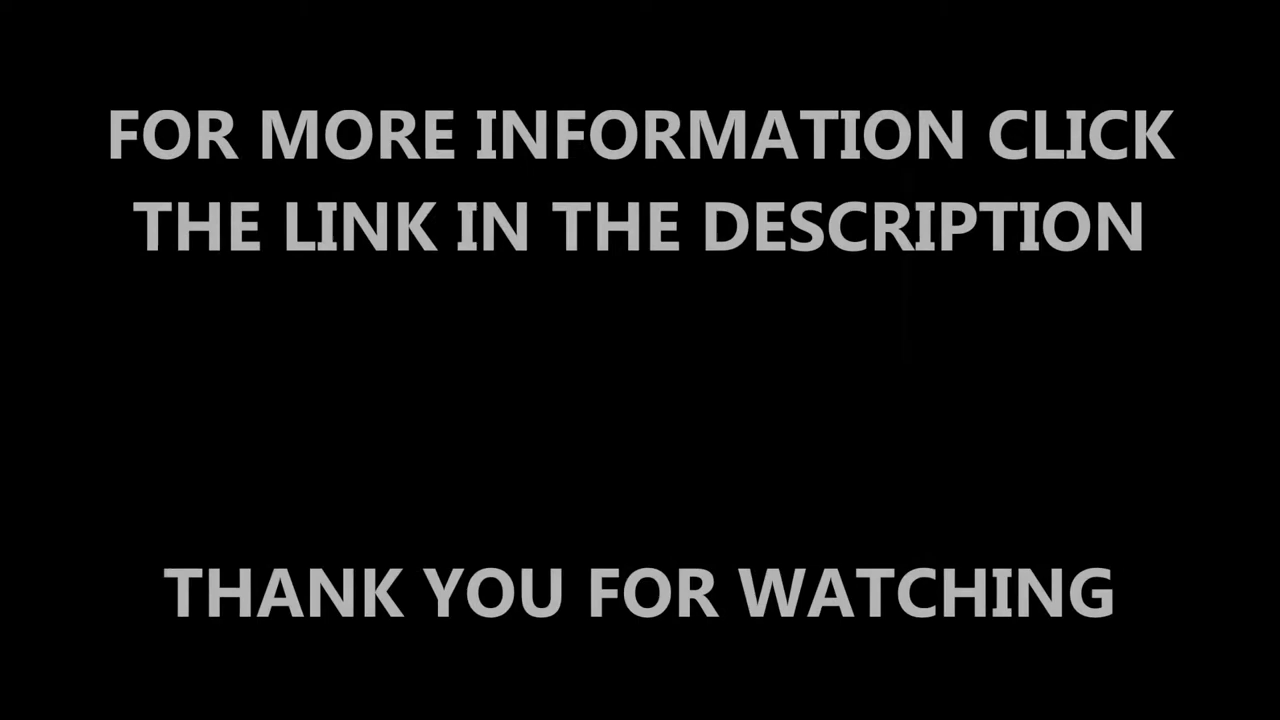 FOR MORE INFORMATION CLICK
THE LINK IN THE DESCRIPTION
THANK YOU FOR WATCHING